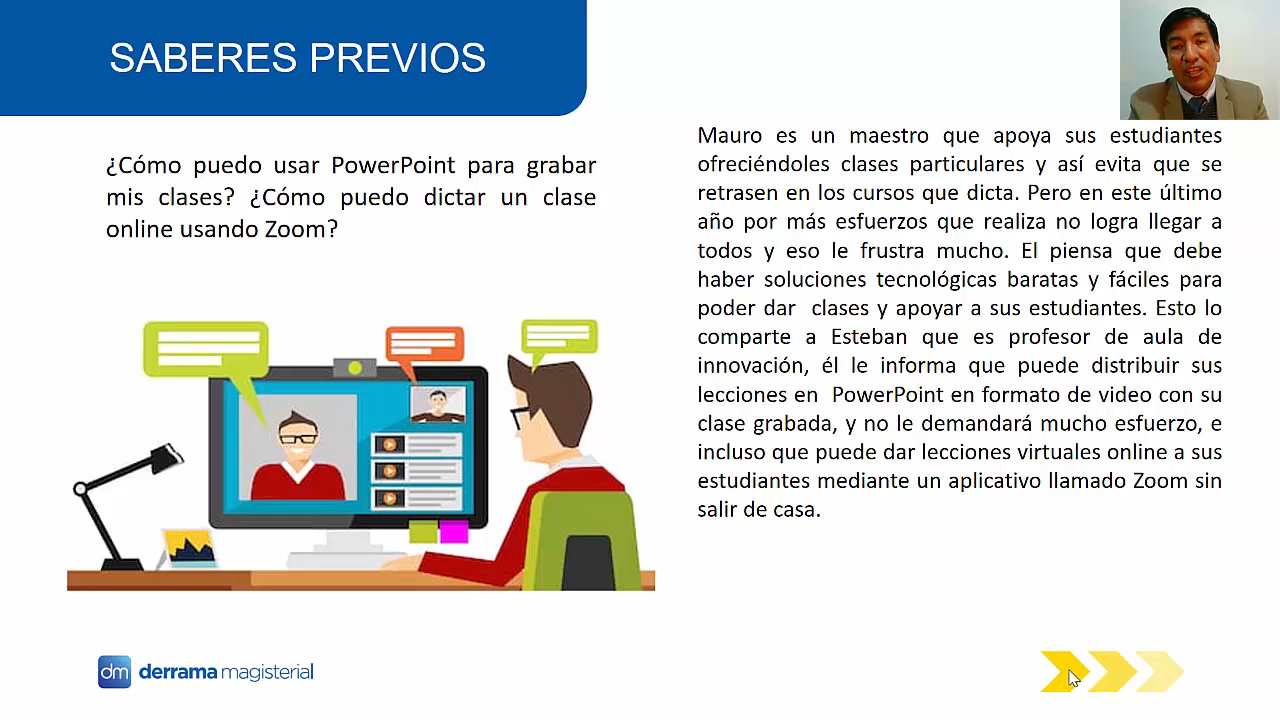 SABERES PREVIOS
¿Cómo puedo usar PowerPoint para grabar
mis clases? ¿Cómo puedo dictar un clase
online usando Zoom?
Mauro es un maestro que apoya sus estudiantes
ofreciéndoles clases particulares y así evita que se
retrasen en los cursos que dicta. Pero en este último
año por más esfuerzos que realiza no logra llegar a
todos y eso le frustra mucho. El piensa que debe
haber soluciones tecnológicas baratas y fáciles para
poder dar clases y apoyar a sus estudiantes. Esto lo
comparte a Esteban que es profesor de aula de
innovación, él le informa que puede distribuir sus
lecciones en PowerPoint en formato de video con su
clase grabada, y no le demandará mucho esfuerzo, e
incluso que puede dar lecciones virtuales online a sus
estudiantes mediante un aplicativo llamado Zoom sin
salir de casa.
dm derrama magisterial